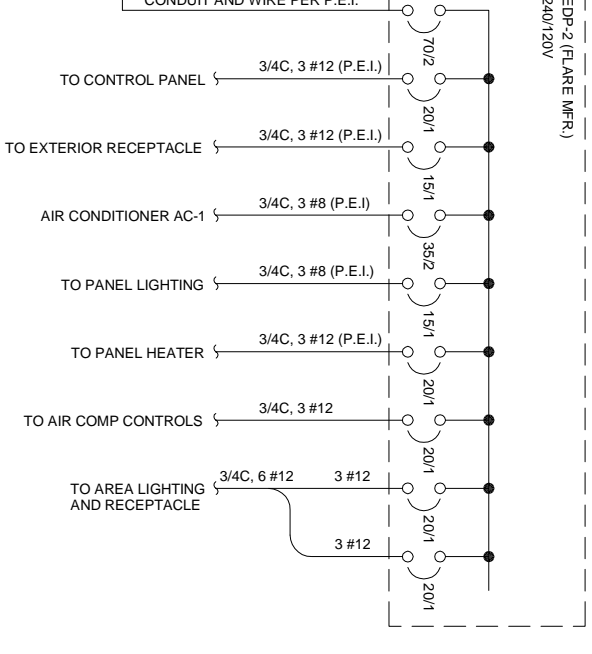 CONDUIT AND WIRE PER P.E.I.
70/2
TO CONTROL PANEL
3/4C, 3 #12 (P.E.I.)
20/1
TO EXTERIOR RECEPTACLE
3/4C, 3 #12 (P.E.I.)
15/1
AIR CONDITIONER AC-1
3/4C, 3 #8 (P.E.I)
35/2
TO PANEL LIGHTING
3/4C, 3 #8 (P.E.I.)
15/1
TO PANEL HEATER
3/4C, 3 #12 (P.E.I.)
20/1
TO AIR COMP CONTROLS
3/4C, 3 #12
20/1
TO AREA LIGHTING
AND RECEPTACLE
3/4C, 6 #12
3 #12
20/1
3 #12
20/1
EDP-2 (FLARE MFR.)
240/120V